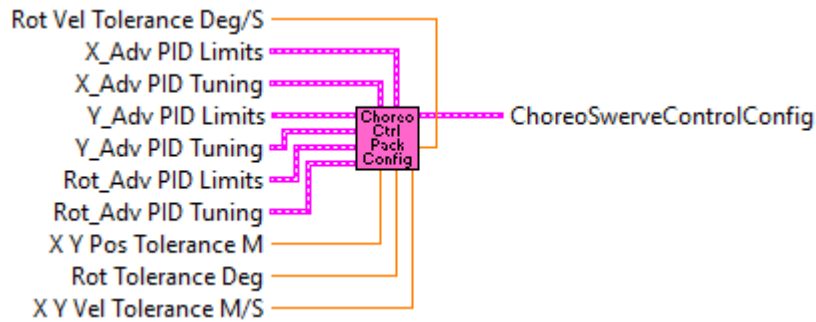 Rot Vel Tolerance Deg/S
X_Adv PID Limits
X_Adv PID Tuning
Y_Adv PID Limits
Y_Adv PID Tuning
Rot_Adv PID Limits
Rot_Adv PID Tuning
X Y Pos Tolerance M
Rot Tolerance Deg
X Y Vel Tolerance M/S
Choreo
Ctrl
Pack
Config
ChoreoSwerveControlConfig